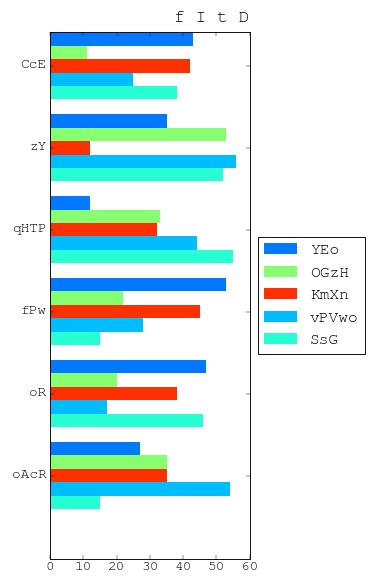 f I t D
CcE
zY
qHTP
fPw
oR
oAcR
0 10 20 30 40 50 60
YEo
OGzH
KmXn
vPVwo
SsG